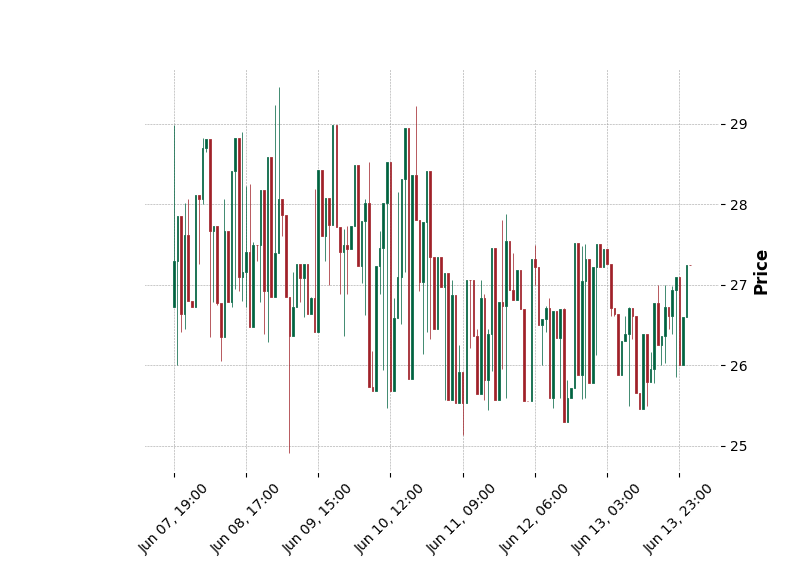 29
28
27
26
25
Price
Jun 07, 19:00
Jun 08, 17:00
Jun 09, 15:00
Jun 10, 12:00
Jun 11, 09:00
Jun 12, 06:00
Jun 13, 03:00
Jun 13, 23:00